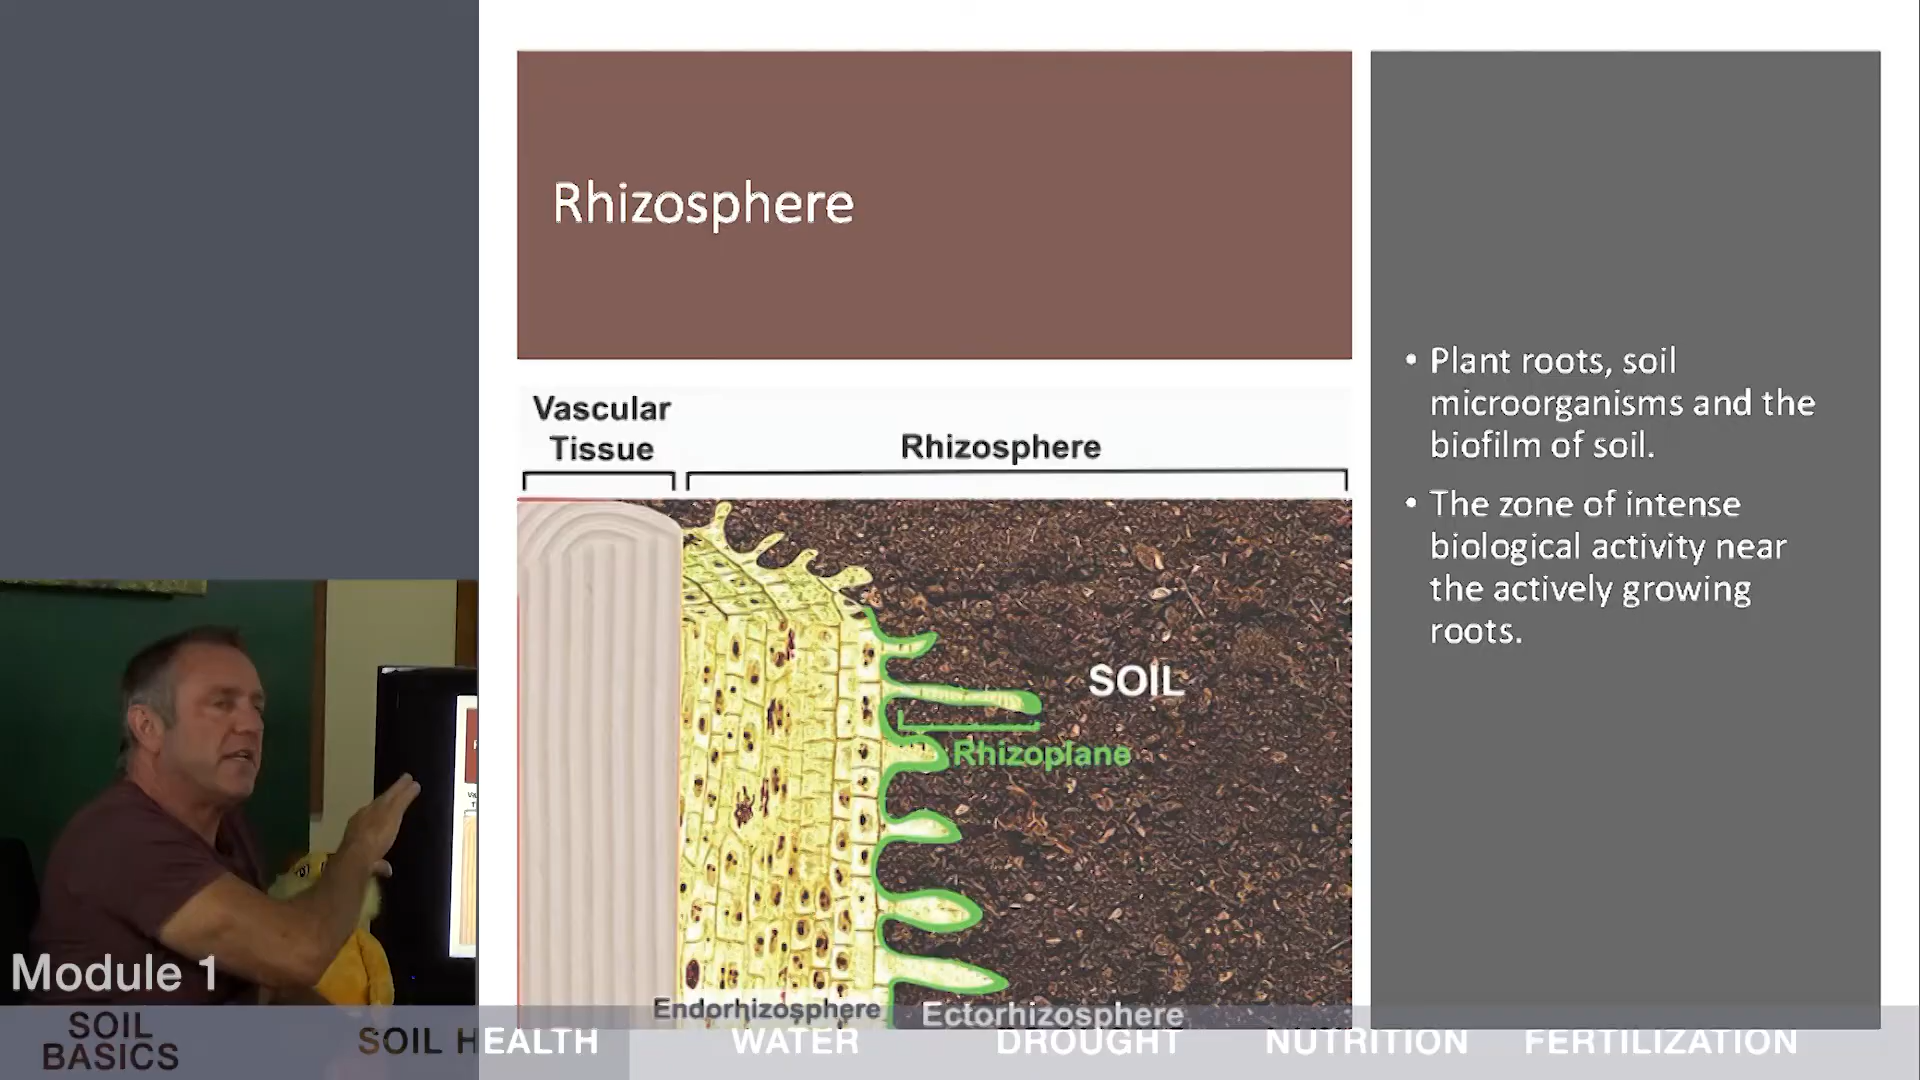 Rhizosphere
Vascular
Tissue
Rhizosphere
SOIL
Rhizoplane
Endorhizosphere
Ectorhizosphere
• Plant roots, soil
microorganisms and the
biofilm of soil.
• The zone of intense
biological activity near
the actively growing
roots.
Module 1
SOIL
BASICS
SOIL HEALTH
WATER
DROUGHT
NUTRITION
FERTILIZATION